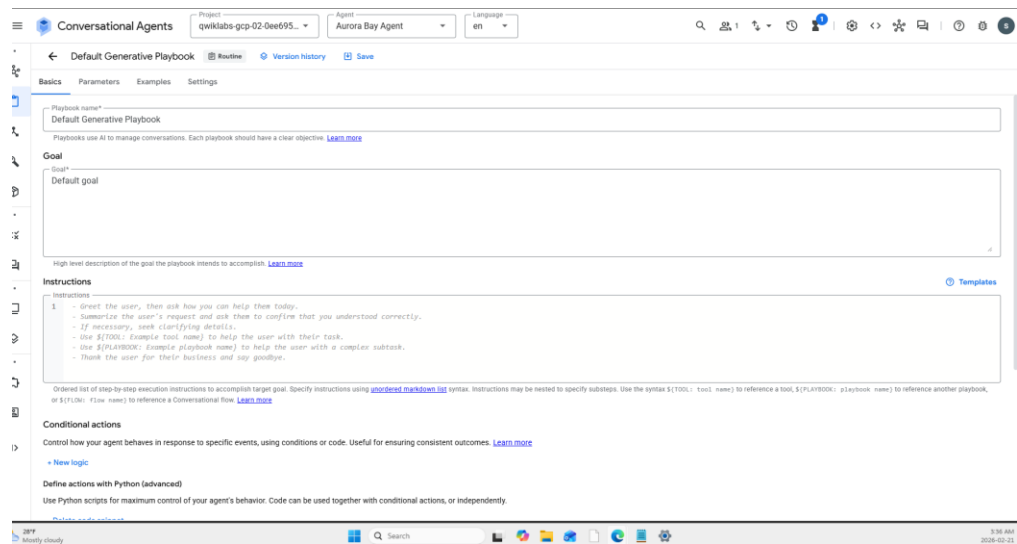 Conversational Agents
Project
qwiklabs-gcp-02-0ee695...
Agent
Aurora Bay Agent
Language
en
1
1
S
Default Generative Playbook
Routine
Version history
Save
Basics
Parameters
Examples
Settings
Playbook name*
Default Generative Playbook
Playbooks use AI to manage conversations. Each playbook should have a clear objective. Learn more
Goal
Goal*
Default goal
High level description of the goal the playbook intends to accomplish. Learn more
Instructions
Templates
Instructions
1 - Greet the user, then ask how you can help them today.
- Summarize the user's request and ask them to confirm that you understood correctly.
- If necessary, seek clarifying details.
- Use ${TOOL: Example tool name} to help the user with their task.
- Use ${PLAYBOOK: Example playbook name} to help the user with a complex subtask.
- Thank the user for their business and say goodbye.
Ordered list of step-by-step execution instructions to accomplish target goal. Specify instructions using unordered markdown list syntax. Instructions may be nested to specify substeps. Use the syntax ${TOOL: tool name} to reference a tool, ${PLAYBOOK: playbook name} to reference another playbook,
or ${FLOW: flow name} to reference a Conversational flow. Learn more
Conditional actions
Control how your agent behaves in response to specific events, using conditions or code. Useful for ensuring consistent outcomes. Learn more
+ New logic
Define actions with Python (advanced)
Use Python scripts for maximum control of your agent's behavior. Code can be used together with conditional actions, or independently.
28°F
Mostly cloudy
Search
3:36 AM
2026-02-21